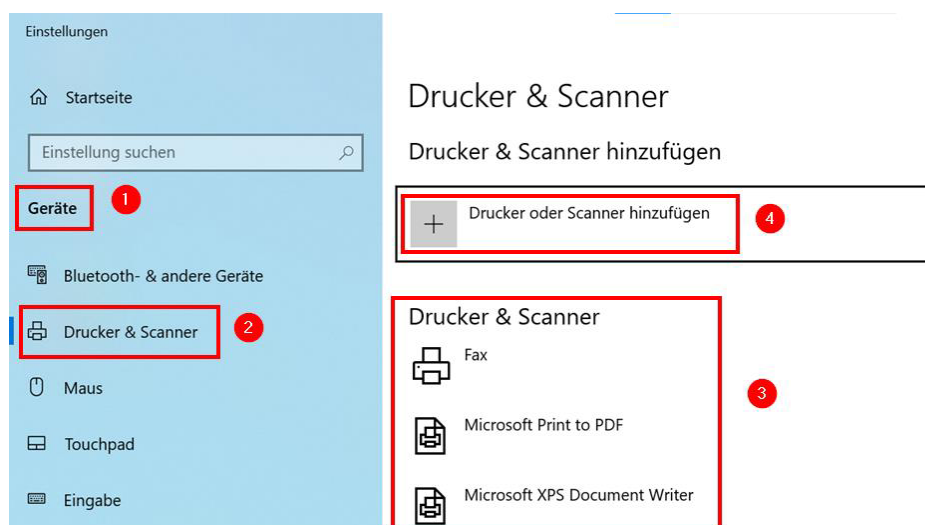 Einstellungen
Startseite
Einstellung suchen
Geräte
1
Bluetooth- & andere Geräte
Drucker & Scanner
2
Maus
Touchpad
Eingabe
Drucker & Scanner
Drucker & Scanner hinzufügen
Drucker oder Scanner hinzufügen
4
Drucker & Scanner
Fax
3
Microsoft Print to PDF
Microsoft XPS Document Writer